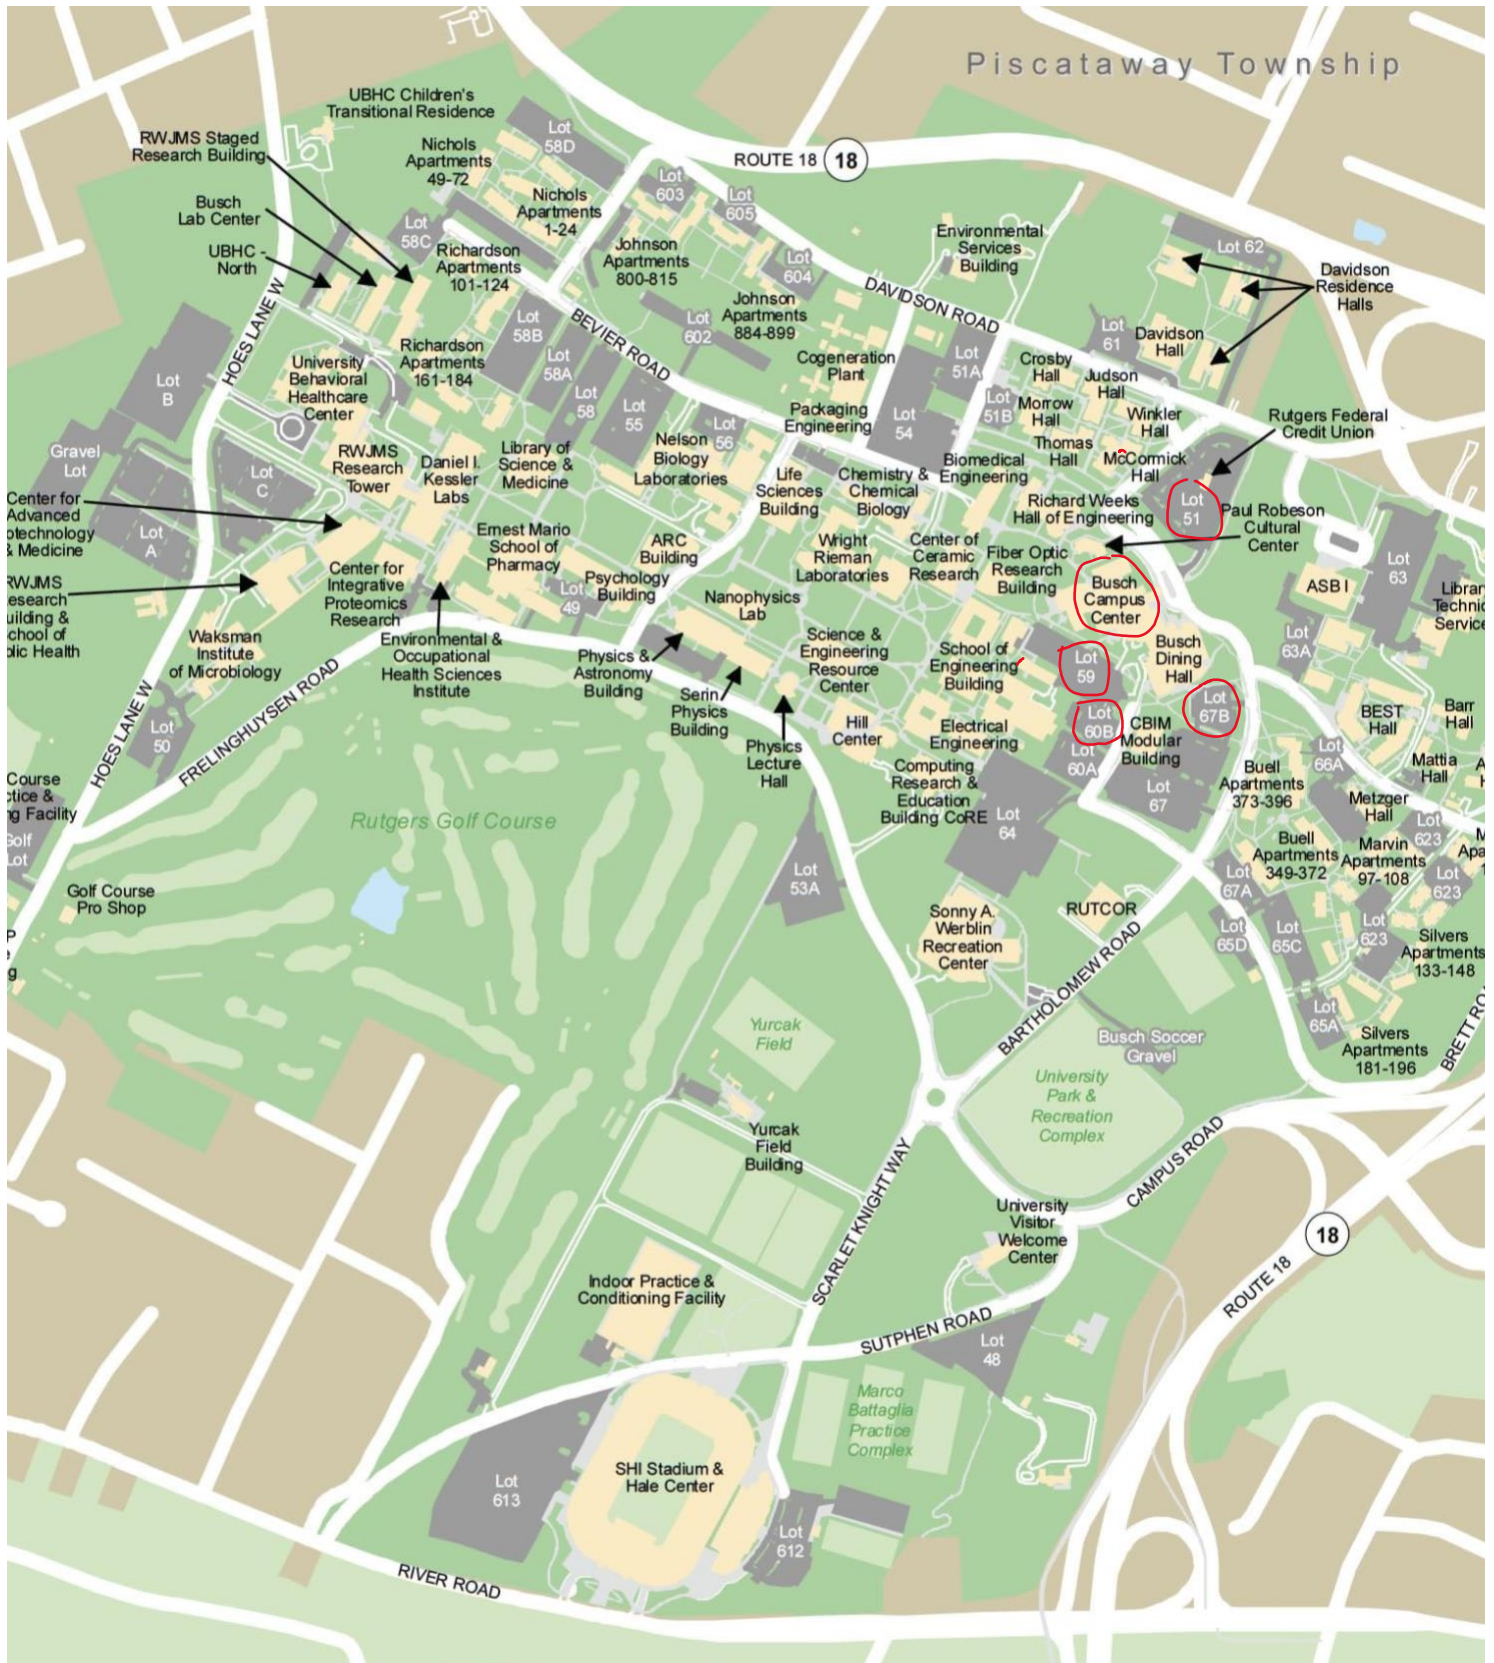 Piscataway Township
UBHC Children's
Transitional Residence
RWJMS Staged
Research Building
Nichols
Apartments
49-72
Lot
58D
ROUTE 18
18
Busch
Lab Center
Nichols
Apartments
1-24
Lot
603
Lot
605
UBHC -
North
Lot
58C
Richardson
Apartments
101-124
Johnson
Apartments
800-815
Lot
604
Environmental
Services
Building
Lot 62
Davidson
Residence
Halls
HOES LANE W
DAVIDSON ROAD
Johnson
Apartments
884-899
Lot
58B
BEVIER ROAD
Lot
602
Lot
61
Davidson
Hall
Richardson
Apartments
161-184
Lot
58A
Cogeneration
Plant
Lot
51A
Crosby
Hall
Judson
Hall
University
Behavioral
Healthcare
Center
Lot
B
Lot
58
Lot
55
Lot
56
Packaging
Engineering
Lot
54
Lot
51B
Morrow
Hall
Winkler
Hall
Rutgers Federal
Credit Union
Gravel
Lot
Lot
C
RWJMS
Research
Tower
Daniel I.
Kessler
Labs
Library of
Science &
Medicine
Nelson
Biology
Laboratories
Life
Sciences
Building
Chemistry &
Chemical
Biology
Biomedical
Engineering
Thomas
Hall
McCormick
Hall
Richard Weeks
Hall of Engineering
Lot
51
Paul Robeson
Cultural
Center
Center for
Advanced
otechnology
& Medicine
Lot
A
Ernest Mario
School of
Pharmacy
ARC
Building
Wright
Rieman
Laboratories
Center of
Ceramic
Research
Fiber Optic
Research
Building
Busch
Campus
Center
ASB I
Lot
63
Library
Technic
Service
RWJMS
esearch
uilding &
chool of
blic Health
Center for
Integrative
Proteomics
Research
Lot
49
Psychology
Building
Nanophysics
Lab
Waksman
Institute
of Microbiology
Environmental &
Occupational
Health Sciences
Institute
Physics &
Astronomy
Building
Science &
Engineering
Resource
Center
School of
Engineering
Building
Lot
59
Busch
Dining
Hall
Lot
63A
Serin
Physics
Building
Lot
60B
Lot
67B
HOES LANE W
Lot
50
FRELINGHUYSEN ROAD
Physics
Lecture
Hall
Hill
Center
Electrical
Engineering
Lot
60A
CBIM
Modular
Building
BEST
Hall
Barr
Hall
Course
ctice &
ng Facility
Golf
Lot
Rutgers Golf Course
Computing
Research &
Education
Building CoRE
Lot
64
Lot
67
Buell
Apartments
373-396
Lot
66A
Mattia
Hall
Metzger
Hall
Lot
623
Golf Course
Pro Shop
Lot
53A
Buell
Apartments
349-372
Marvin
Apartments
97-108
Lot
67A
Lot
623
Sonny A.
Werblin
Recreation
Center
RUTCOR
Lot
65D
Lot
65C
Lot
623
Silvers
Apartments
133-148
BARTHOLOMEW ROAD
Yurcak
Field
Lot
65A
Busch Soccer
Gravel
Silvers
Apartments
181-196
BRETT RO
University
Park &
Recreation
Complex
Yurcak
Field
Building
SCARLET KNIGHT WAY
CAMPUS ROAD
University
Visitor
Welcome
Center
18
ROUTE 18
Indoor Practice &
Conditioning Facility
SUTPHEN ROAD
Lot
48
Marco
Battaglia
Practice
Complex
SHI Stadium &
Hale Center
Lot
613
Lot
612
RIVER ROAD